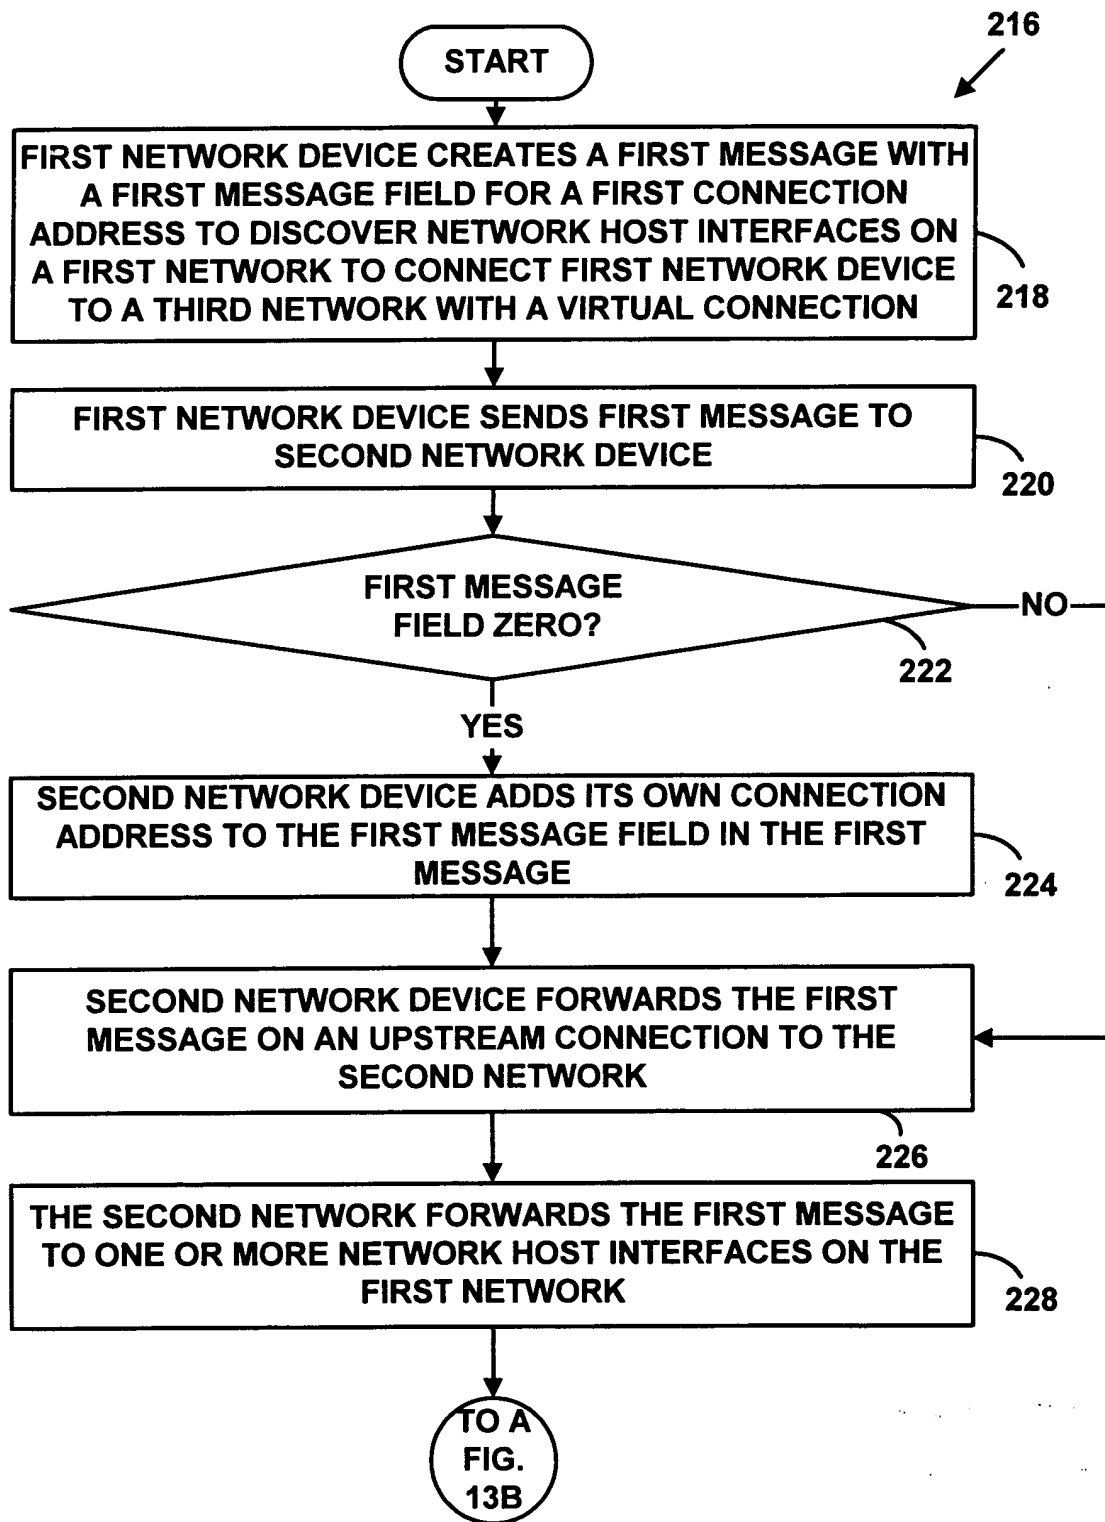 216
START
FIRST NETWORK DEVICE CREATES A FIRST MESSAGE WITH
A FIRST MESSAGE FIELD FOR A FIRST CONNECTION
ADDRESS TO DISCOVER NETWORK HOST INTERFACES ON
A FIRST NETWORK TO CONNECT FIRST NETWORK DEVICE
TO A THIRD NETWORK WITH A VIRTUAL CONNECTION
218
FIRST NETWORK DEVICE SENDS FIRST MESSAGE TO
SECOND NETWORK DEVICE
220
FIRST MESSAGE
FIELD ZERO?
NO
222
YES
SECOND NETWORK DEVICE ADDS ITS OWN CONNECTION
ADDRESS TO THE FIRST MESSAGE FIELD IN THE FIRST
MESSAGE
224
SECOND NETWORK DEVICE FORWARDS THE FIRST
MESSAGE ON AN UPSTREAM CONNECTION TO THE
SECOND NETWORK
226
THE SECOND NETWORK FORWARDS THE FIRST MESSAGE
TO ONE OR MORE NETWORK HOST INTERFACES ON THE
FIRST NETWORK
228
TO A
FIG.
13B